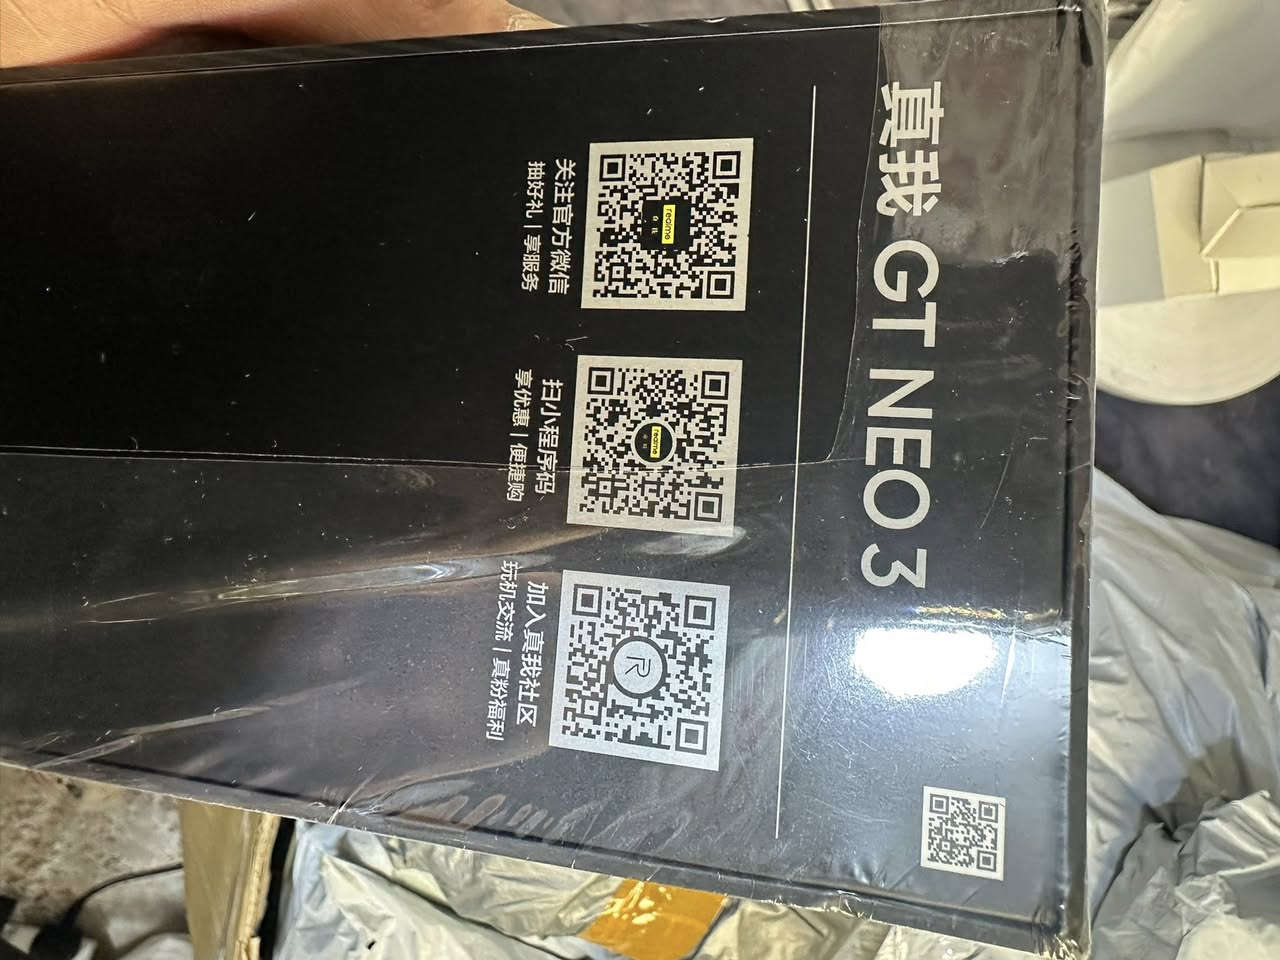 真我 GT NEO 3
关注官方微信
抽好礼 | 享服务
realme
扫小程序码
享优惠 | 便捷购
realme
加入真我社区
玩机交流 | 真粉福利
R